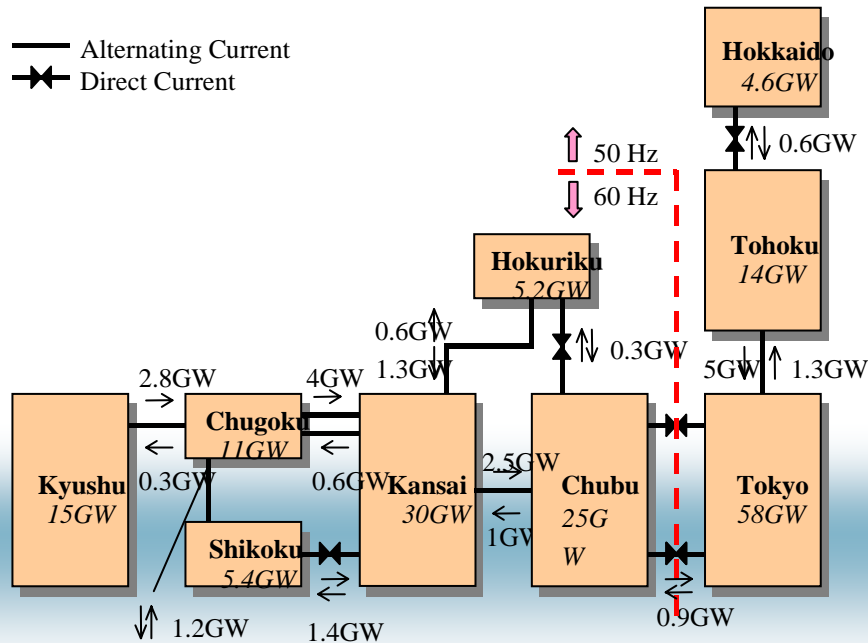 Alternating Current
Direct Current
Hokkaido
4.6GW
0.6GW
50 Hz
60 Hz
Tohoku
14GW
Hokuriku
5.2GW
0.6GW
1.3GW
0.3GW
5GW
1.3GW
2.8GW
4GW
Chugoku
11GW
0.3GW
0.6GW
Kyushu
15GW
Kansai
30GW
2.5GW
1GW
Chubu
25G
W
Tokyo
58GW
Shikoku
5.4GW
1.2GW
1.4GW
0.9GW